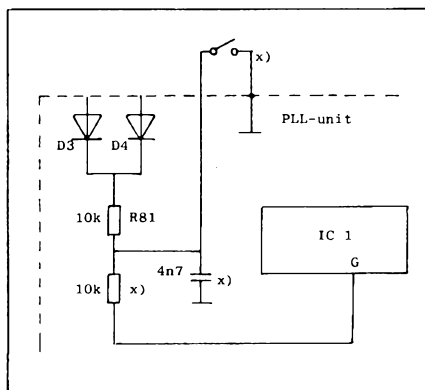 x)
PLL-unit
D3 D4
10k R81
IC 1
G
4n7 x)
10k x)